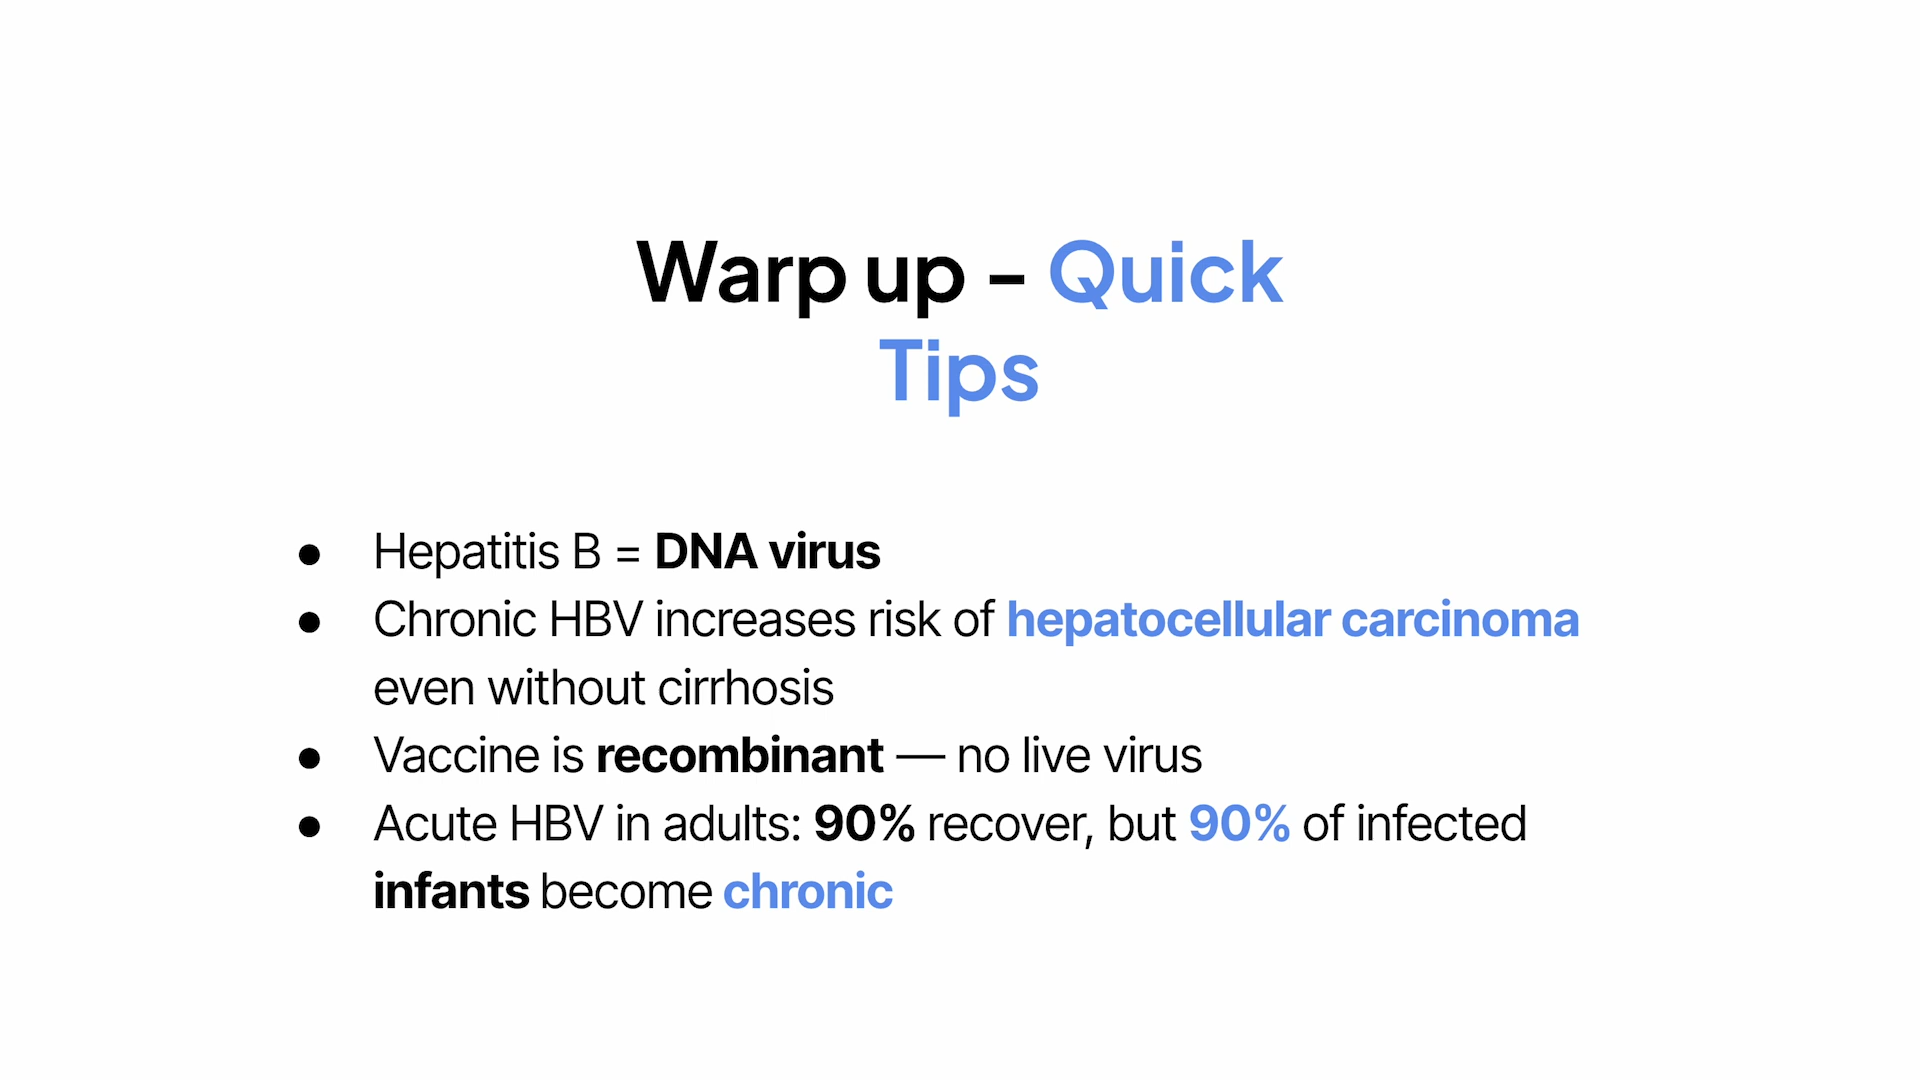 Warp up – Quick
Tips
● Hepatitis B = DNA virus
● Chronic HBV increases risk of hepatocellular carcinoma
even without cirrhosis
● Vaccine is recombinant — no live virus
● Acute HBV in adults: 90% recover, but 90% of infected
infants become chronic